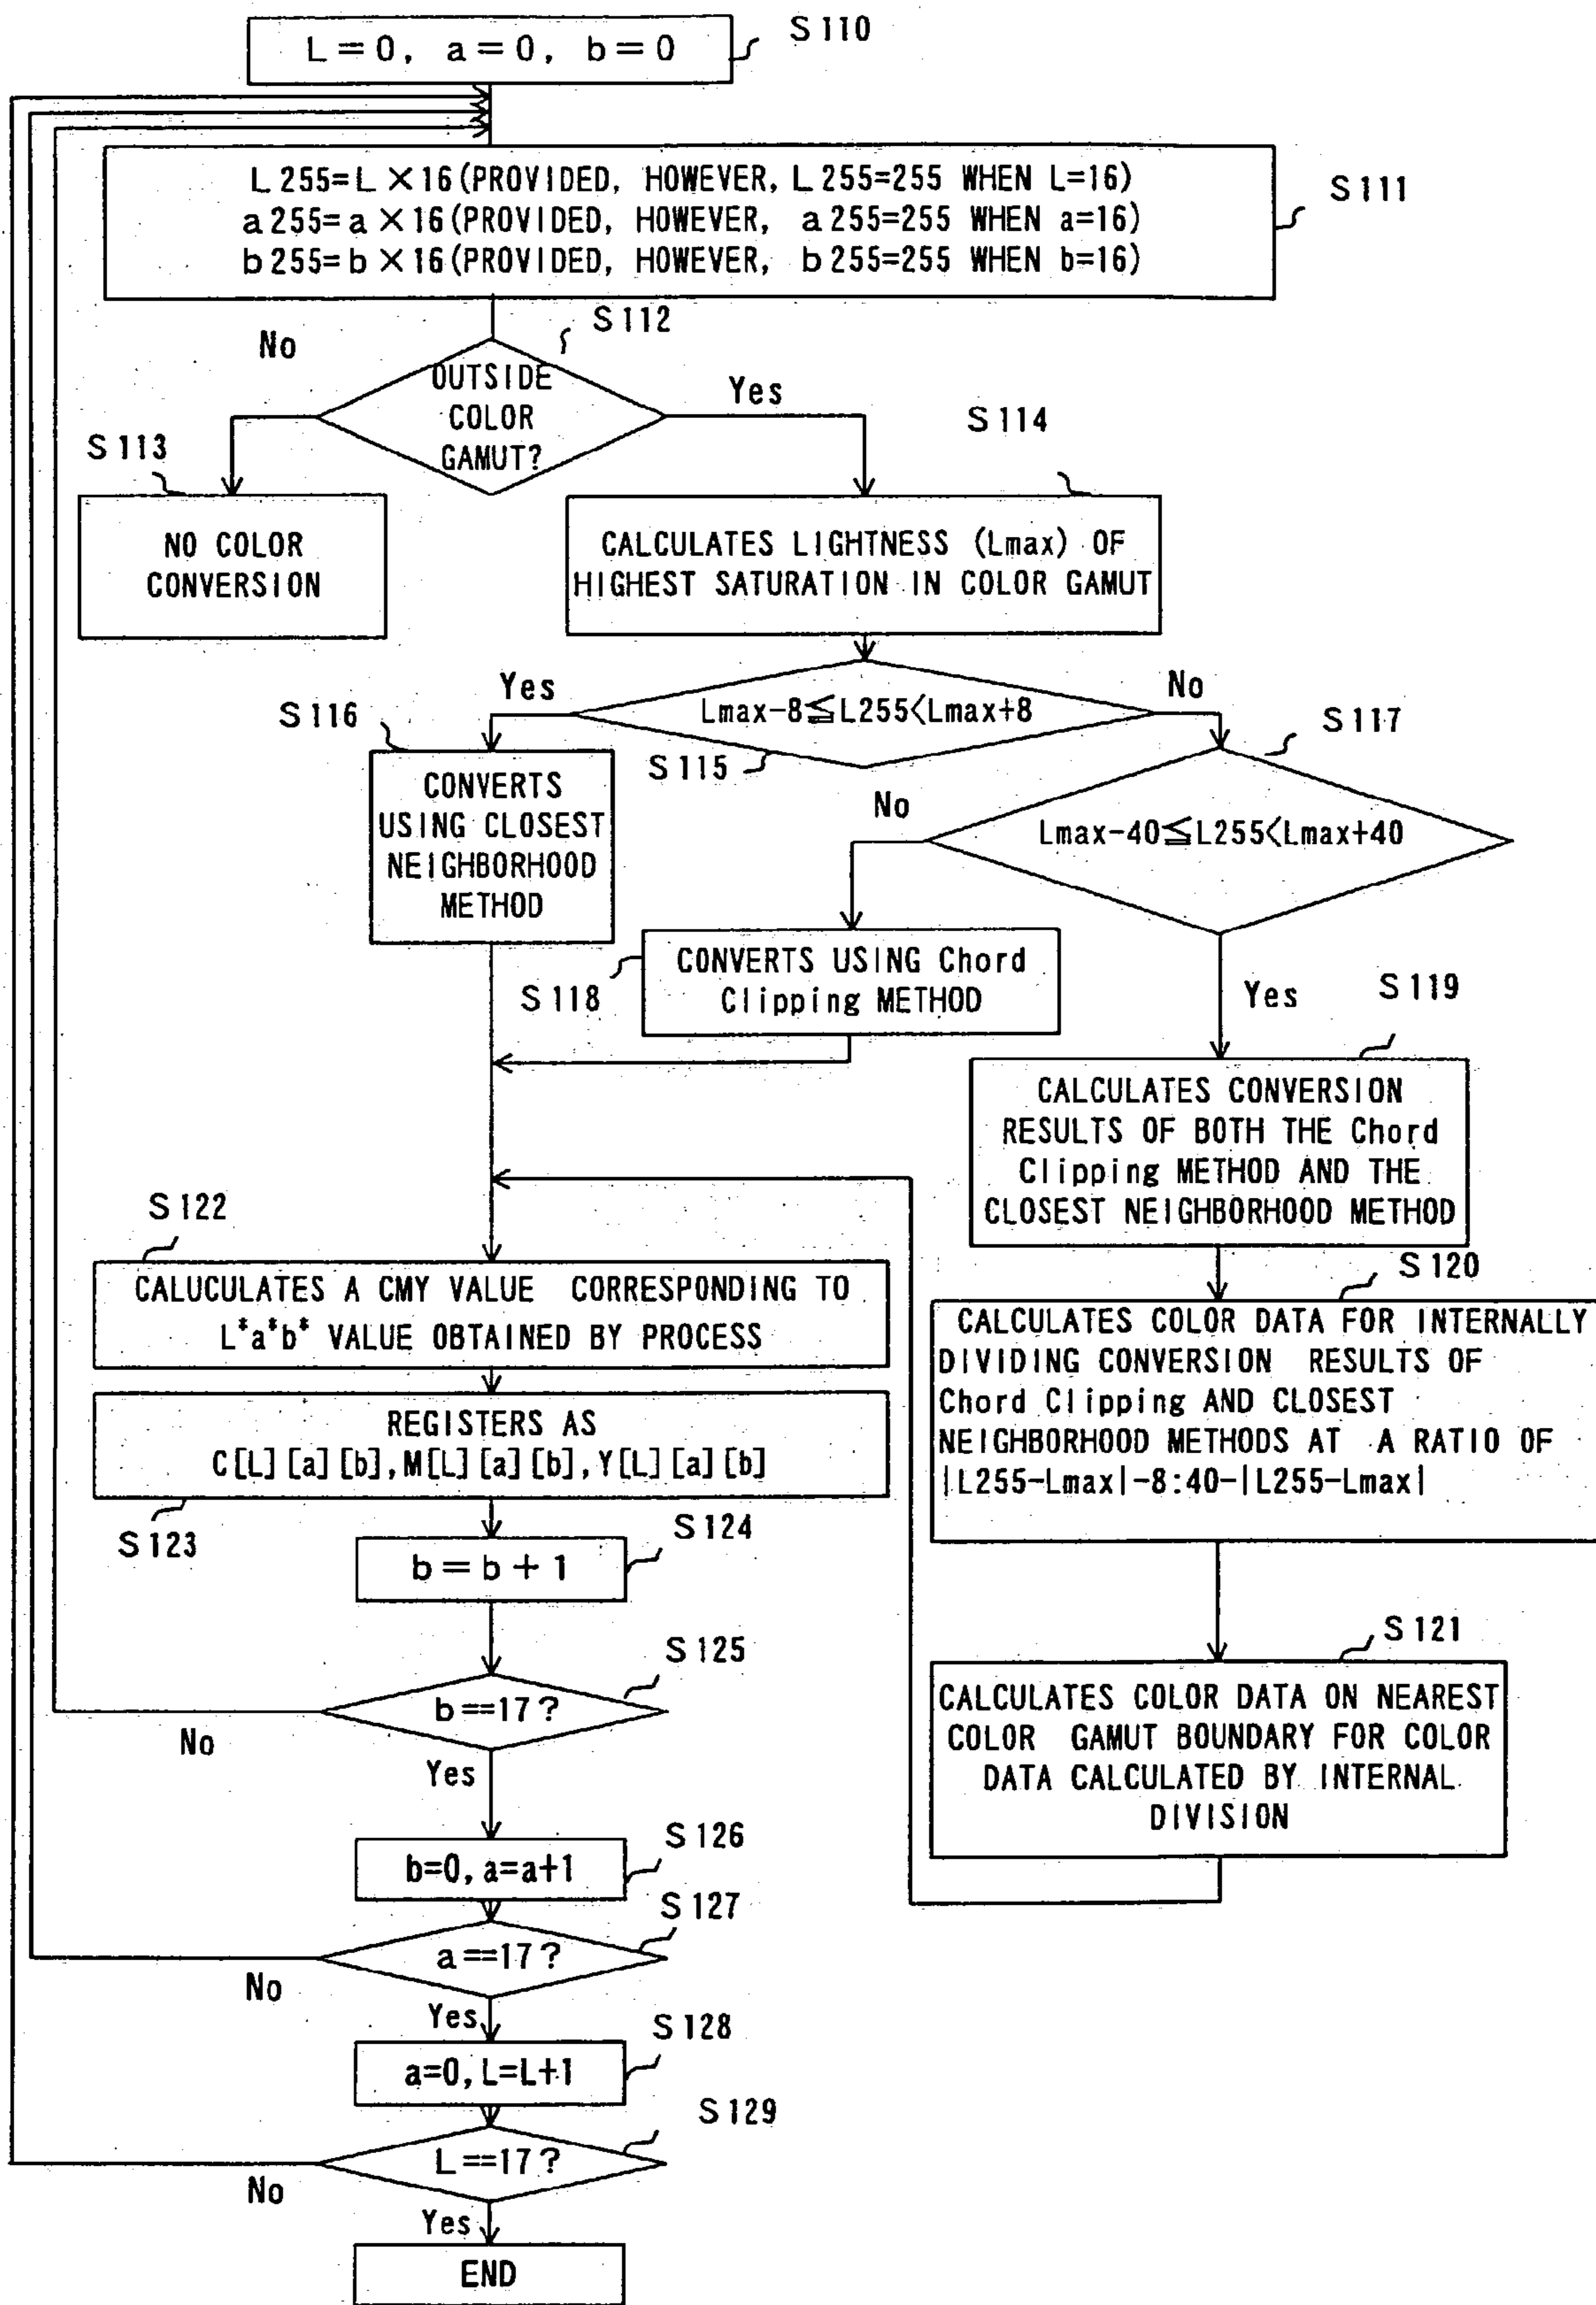 L=0, a=0, b=0
S110
L255=L×16(PROVIDED, HOWEVER, L255=255 WHEN L=16)
a255=a×16(PROVIDED, HOWEVER, a255=255 WHEN a=16)
b255=b×16(PROVIDED, HOWEVER, b255=255 WHEN b=16)
S111
S112
No
OUTSIDE
COLOR
GAMUT?
Yes
S113
NO COLOR
CONVERSION
S114
CALCULATES LIGHTNESS (Lmax) OF
HIGHEST SATURATION IN COLOR GAMUT
Yes
Lmax-8≦L255<Lmax+8
No
S115
S116
CONVERTS
USING CLOSEST
NEIGHBORHOOD
METHOD
S117
No
Lmax-40≦L255<Lmax+40
Yes
S118
CONVERTS USING Chord
Clipping METHOD
S119
CALCULATES CONVERSION
RESULTS OF BOTH THE Chord
Clipping METHOD AND THE
CLOSEST NEIGHBORHOOD METHOD
S120
CALCULATES COLOR DATA FOR INTERNALLY
DIVIDING CONVERSION RESULTS OF
Chord Clipping AND CLOSEST
NEIGHBORHOOD METHODS AT A RATIO OF
|L255-Lmax|-8:40-|L255-Lmax|
S121
CALCULATES COLOR DATA ON NEAREST
COLOR GAMUT BOUNDARY FOR COLOR
DATA CALCULATED BY INTERNAL
DIVISION
S122
CALUCULATES A CMY VALUE CORRESPONDING TO
L*a*b* VALUE OBTAINED BY PROCESS
REGISTERS AS
C[L][a][b],M[L][a][b],Y[L][a][b]
S123
S124
b=b+1
S125
b==17?
No
Yes
S126
b=0,a=a+1
S127
a==17?
No
Yes
S128
a=0,L=L+1
S129
L==17?
No
Yes
END